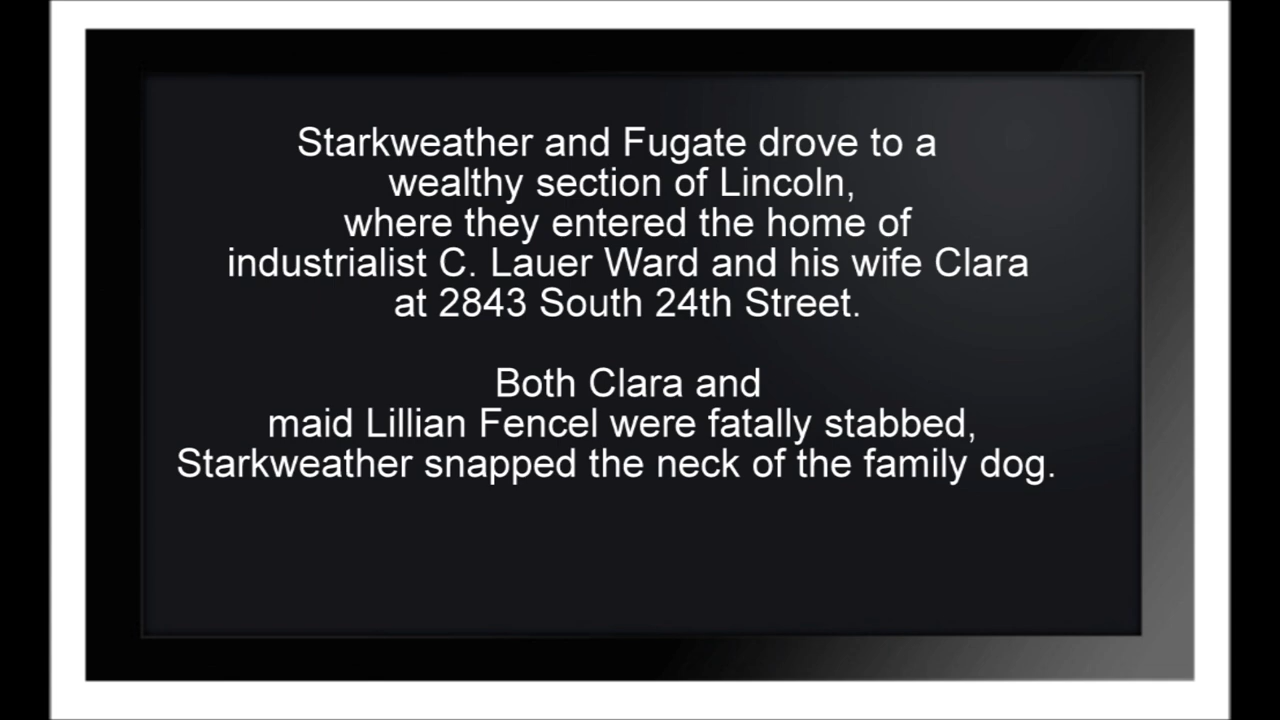 Starkweather and Fugate drove to a
wealthy section of Lincoln,
where they entered the home of
industrialist C. Lauer Ward and his wife Clara
at 2843 South 24th Street.
Both Clara and
maid Lillian Fencel were fatally stabbed,
Starkweather snapped the neck of the family dog.